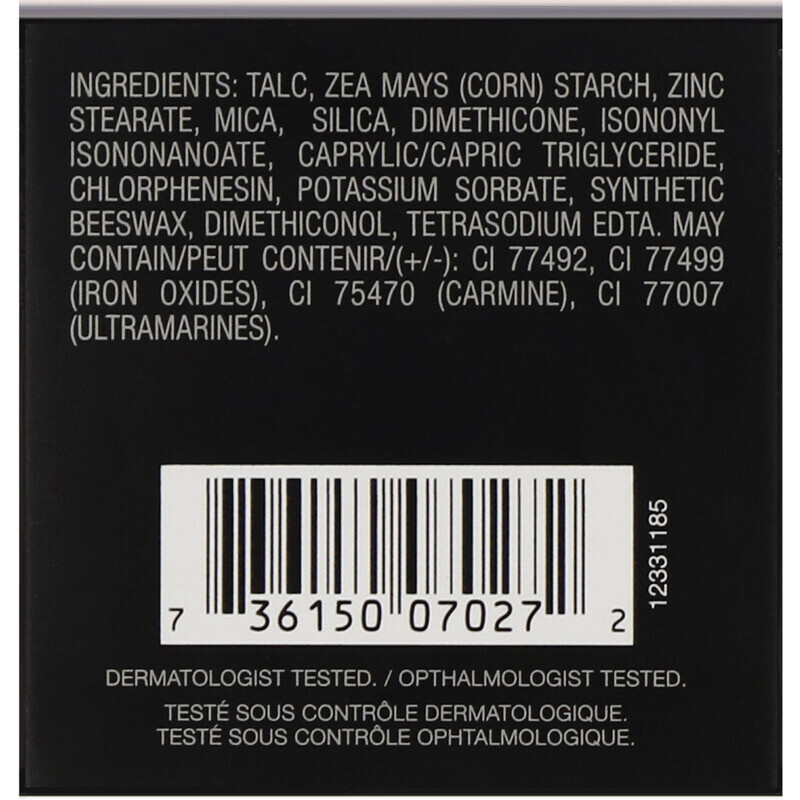 INGREDIENTS: TALC, ZEA MAYS (CORN) STARCH, ZINC
STEARATE, MICA, SILICA, DIMETHICONE, ISONONYL
ISONONANOATE, CAPRYLIC/CAPRIC TRIGLYCERIDE,
CHLORPHENESIN, POTASSIUM SORBATE, SYNTHETIC
BEESWAX, DIMETHICONOL, TETRASODIUM EDTA. MAY
CONTAIN/PEUT CONTENIR/(+/-): CI 77492, CI 77499
(IRON OXIDES), CI 75470 (CARMINE), CI 77007
(ULTRAMARINES).
7 36150 07027 2
12331185
DERMATOLOGIST TESTED. / OPTHALMOLOGIST TESTED.
TESTÉ SOUS CONTRÔLE DERMATOLOGIQUE.
TESTÉ SOUS CONTRÔLE OPHTALMOLOGIQUE.